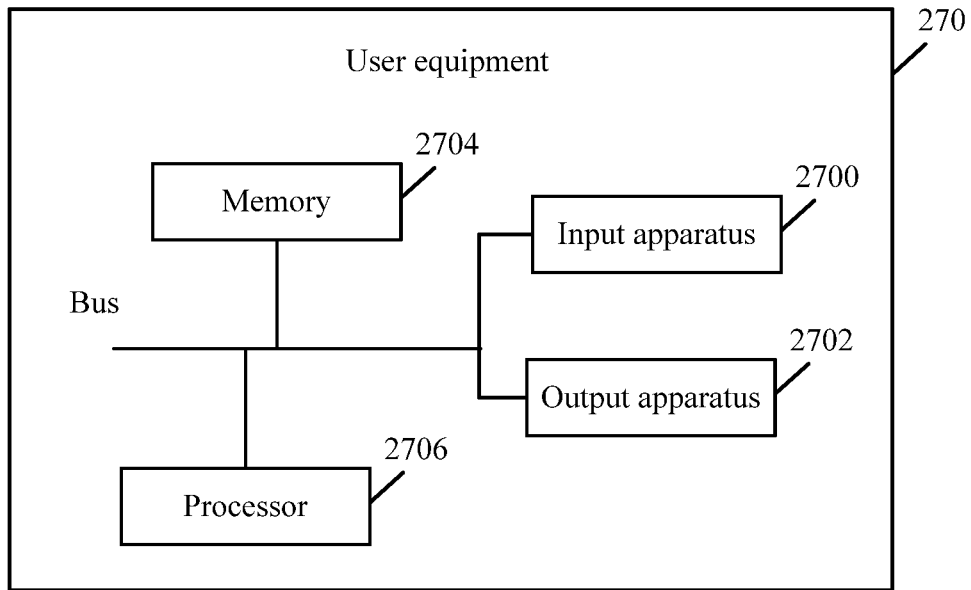 270
User equipment
2704
Memory
2700
Input apparatus
Bus
2702
Output apparatus
2706
Processor